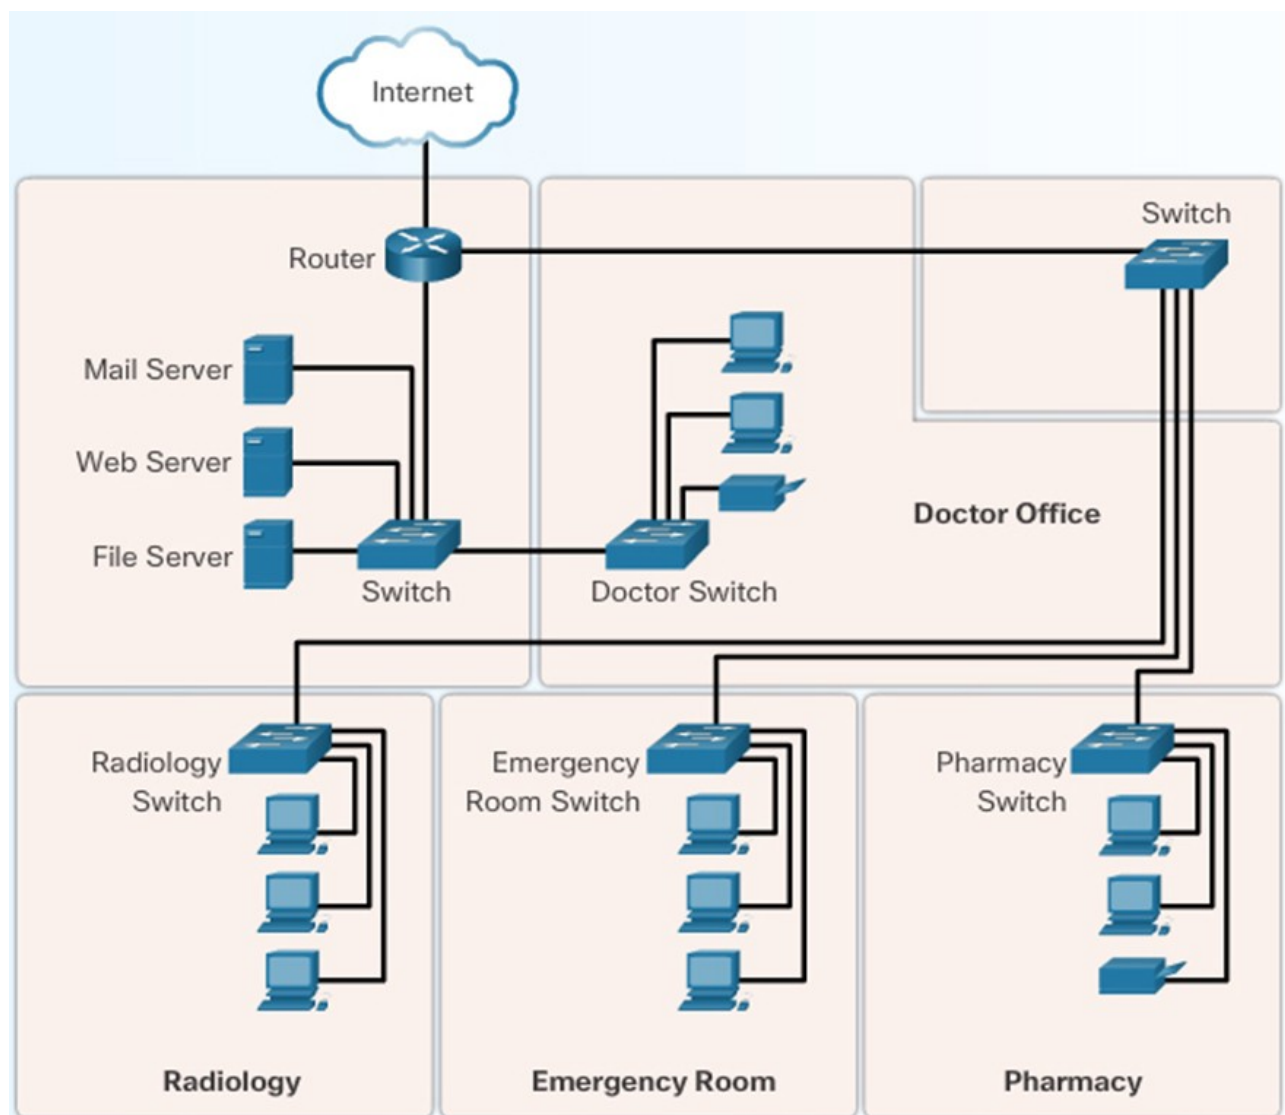 Internet
Switch
Router
Mail Server
Web Server
Doctor Office
File Server
Switch
Doctor Switch
Radiology
Switch
Emergency
Room Switch
Pharmacy
Switch
Radiology
Emergency Room
Pharmacy